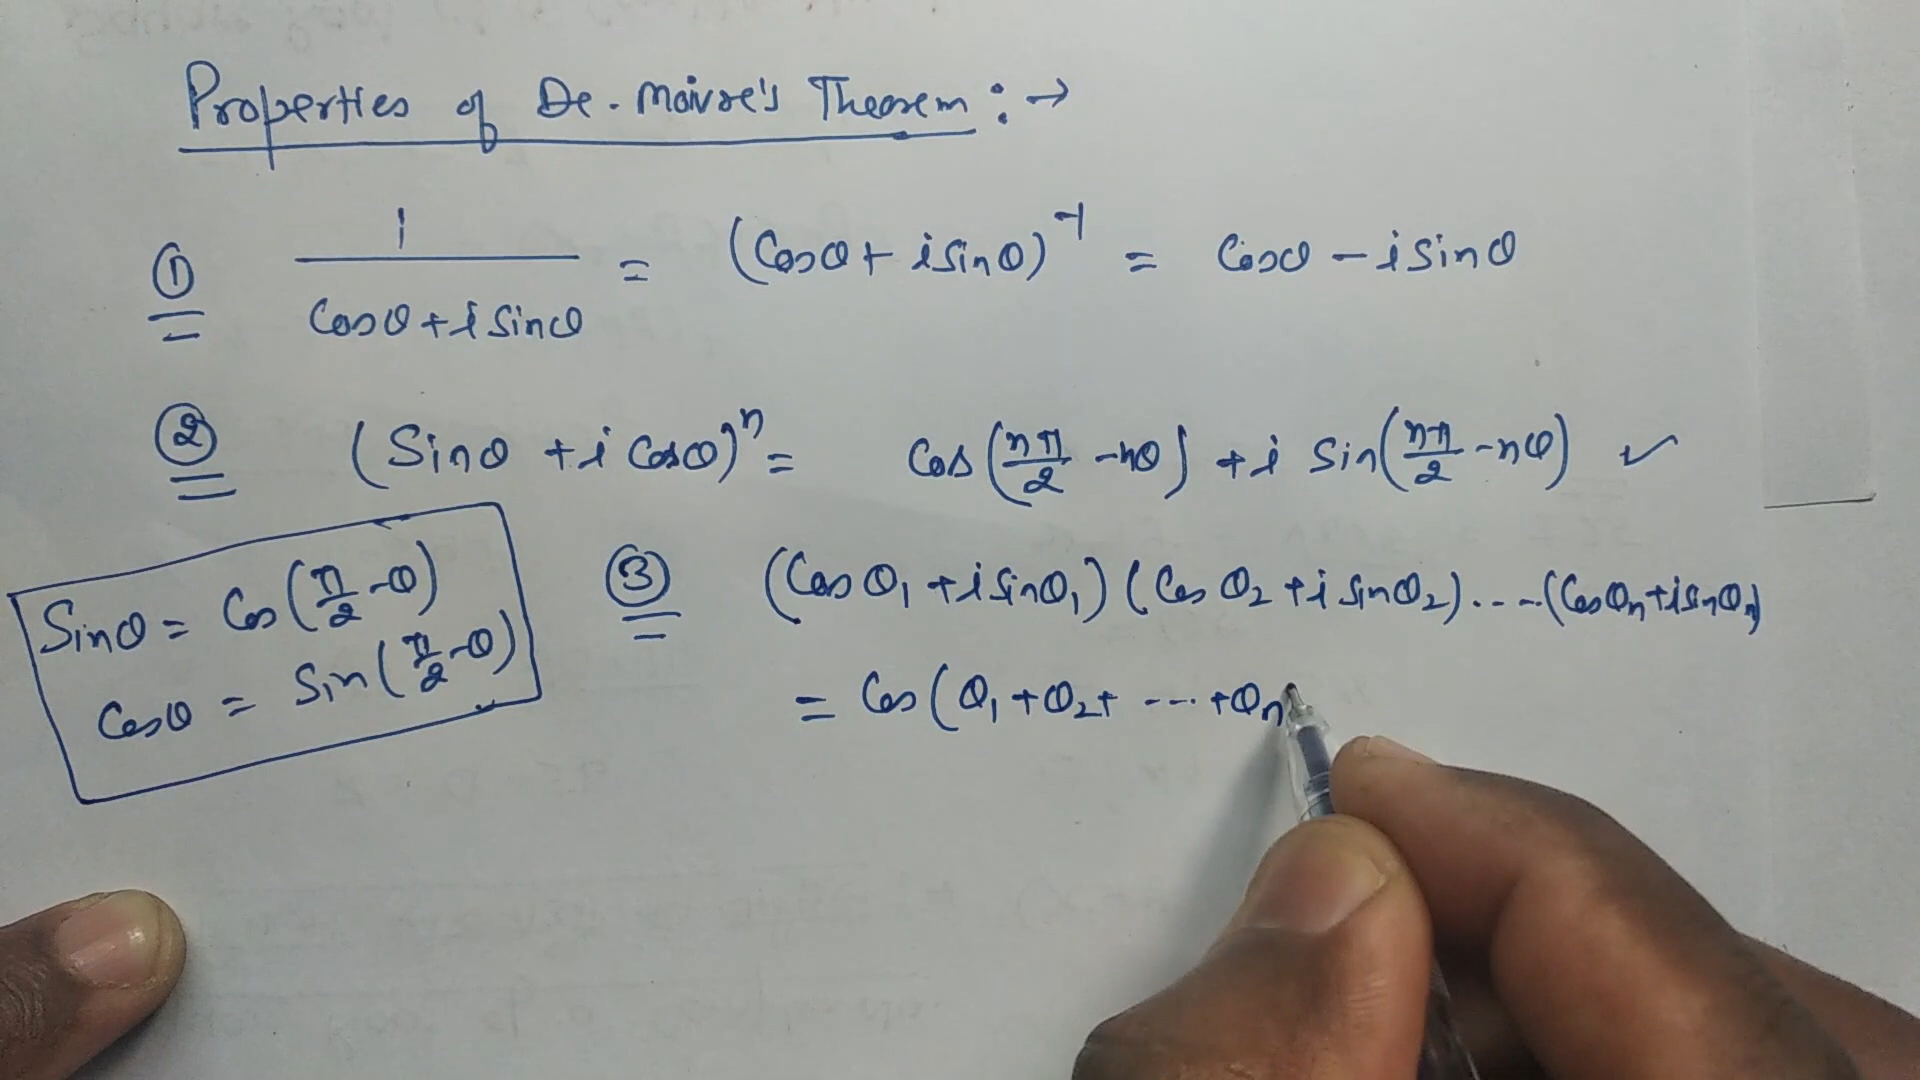 Properties of De-Moivre's Theorem :→
① 1/(Cosθ + i Sinθ) = (Cosθ + i Sinθ)⁻¹ = Cosθ - i Sinθ
② (Sinθ + i Cosθ)ⁿ = Cos(nπ/2 - nθ) + i Sin(nπ/2 - nθ) ✓
Sinθ = Cos(π/2 - θ)
Cosθ = Sin(π/2 - θ)
③ (Cosθ₁ + i Sinθ₁)(Cosθ₂ + i Sinθ₂)....(Cosθₙ + i Sinθₙ)
= Cos(θ₁ + θ₂ + ---- + θₙ